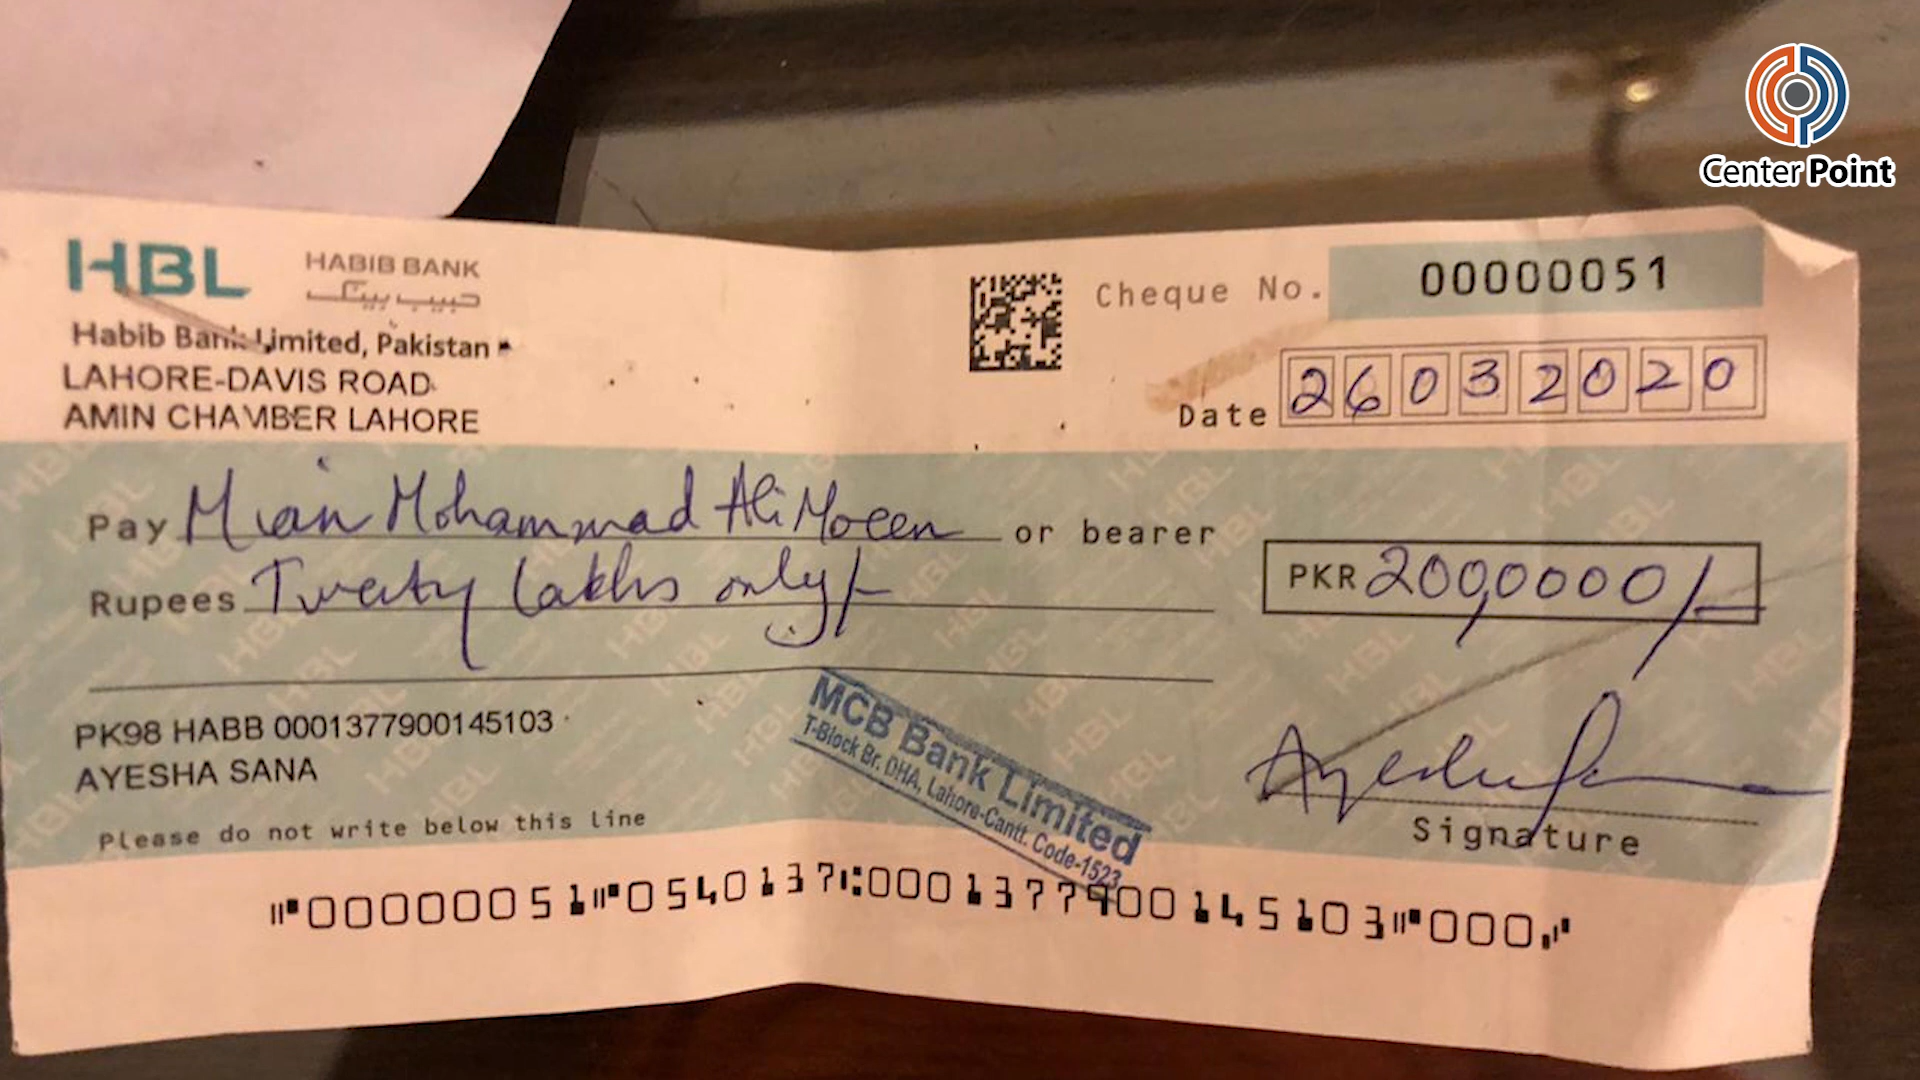 Center Point
HBL HABIB BANK
حبیب بینک
Habib Bank Limited, Pakistan
LAHORE-DAVIS ROAD
AMIN CHAMBER LAHORE
Cheque No. 00000051
Date 26032020
Pay Mian Mohammad Ali Moeen or bearer
Rupees Twenty lakhs only/-
PKR 20,00000/-
PK98 HABB 0001377900145103
AYESHA SANA
MCB Bank Limited
T-Block Br. DHA, Lahore-Cantt. Code-1523
Signature
Please do not write below this line
⑈00000051⑈0540137⑆0001377900145103⑈000⑉